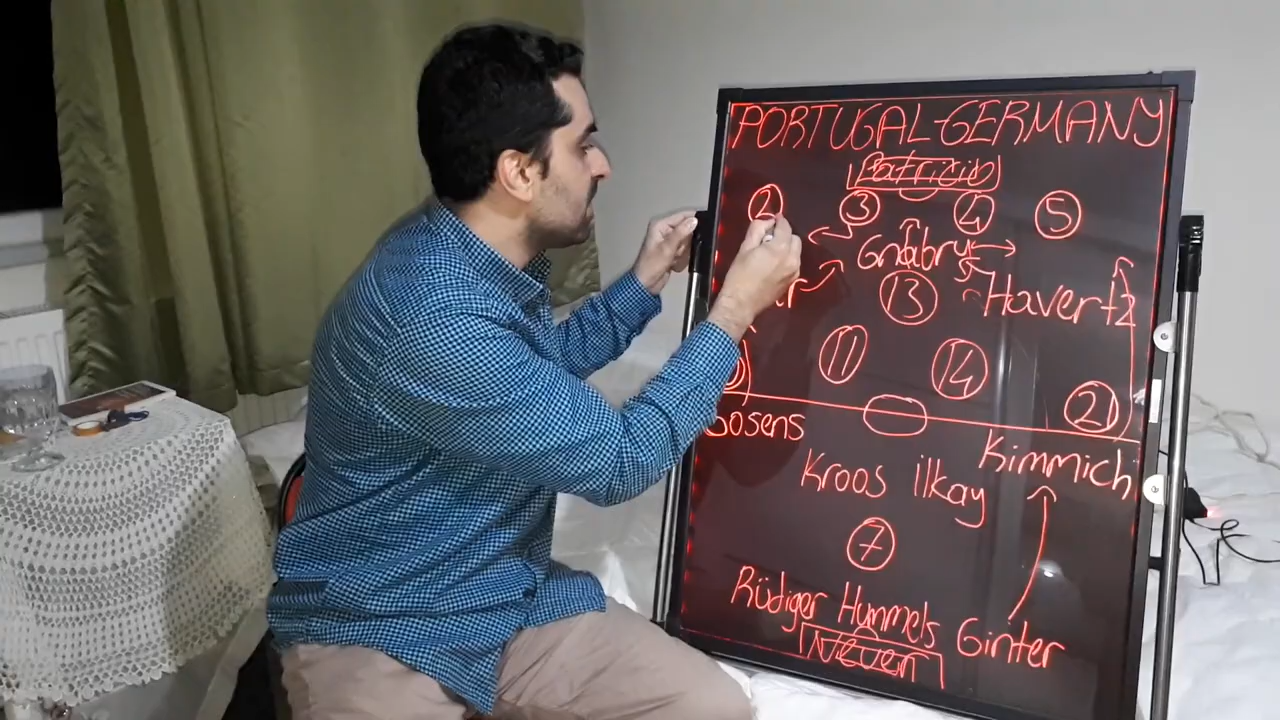 PORTUGAL-GERMANY
Patricio
2 3 4 5
Gnabry
13 Havertz
11 14
21
Gosens
Kimmich
Kroos ilkay
7
Rüdiger Hummels Ginter
Neuer